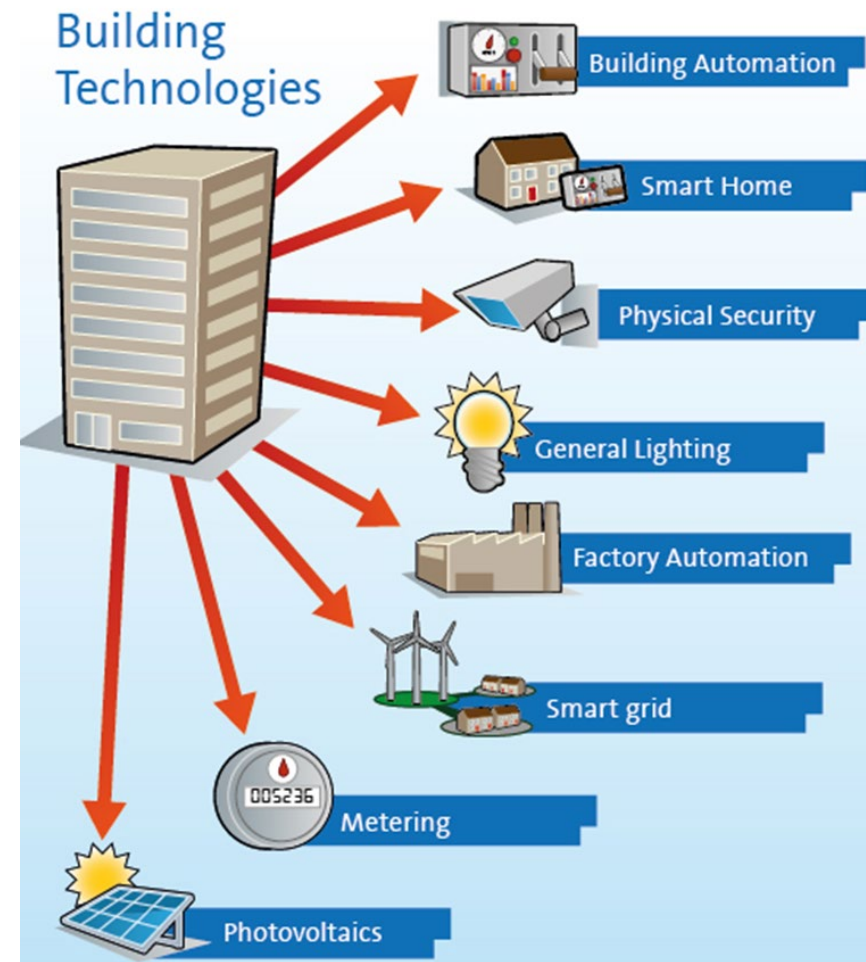 Building
Technologies
Building Automation
Smart Home
Physical Security
General Lighting
Factory Automation
Smart grid
005236
Metering
Photovoltaics